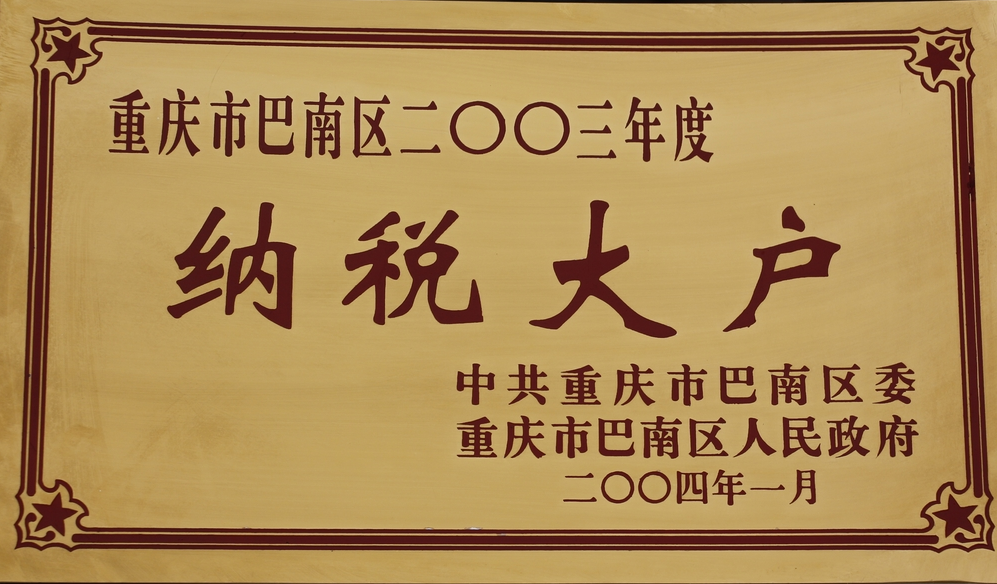 重庆市巴南区二〇〇三年度
纳税大户
中共重庆市巴南区委
重庆市巴南区人民政府
二〇〇四年一月